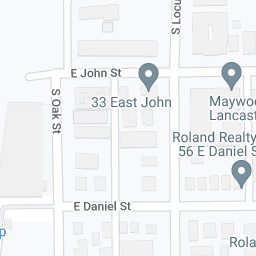 S Locu
E John St
33 East John
Maywo
Lancast
S Oak St
Roland Realty
56 E Daniel S
E Daniel St
p
Rola